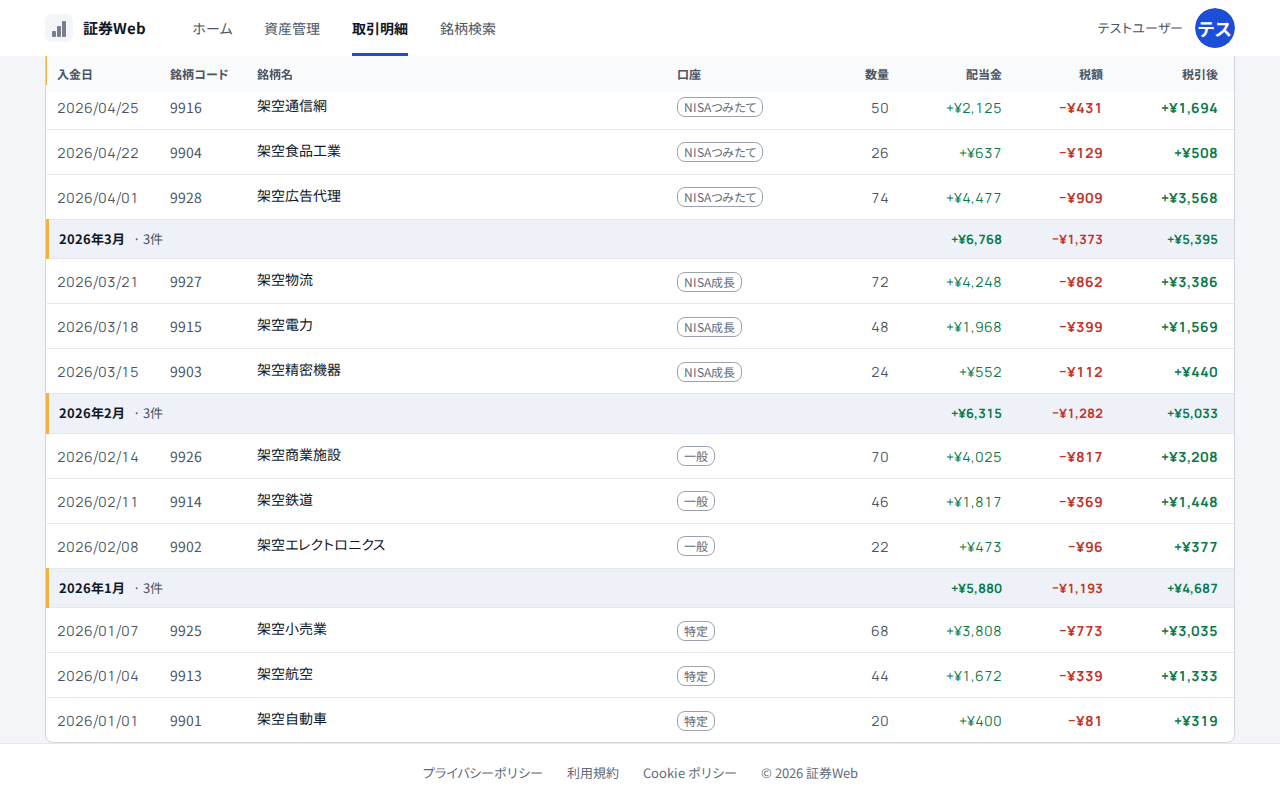 証券Web ホーム 資産管理 取引明細 銘柄検索 テストユーザー テス
入金日 銘柄コード 銘柄名 口座 数量 配当金 税額 税引後
2026/04/25 9916 架空通信網 NISAつみたて 50 +¥2,125 −¥431 +¥1,694
2026/04/22 9904 架空食品工業 NISAつみたて 26 +¥637 −¥129 +¥508
2026/04/01 9928 架空広告代理 NISAつみたて 74 +¥4,477 −¥909 +¥3,568
2026年3月 · 3件 +¥6,768 −¥1,373 +¥5,395
2026/03/21 9927 架空物流 NISA成長 72 +¥4,248 −¥862 +¥3,386
2026/03/18 9915 架空電力 NISA成長 48 +¥1,968 −¥399 +¥1,569
2026/03/15 9903 架空精密機器 NISA成長 24 +¥552 −¥112 +¥440
2026年2月 · 3件 +¥6,315 −¥1,282 +¥5,033
2026/02/14 9926 架空商業施設 一般 70 +¥4,025 −¥817 +¥3,208
2026/02/11 9914 架空鉄道 一般 46 +¥1,817 −¥369 +¥1,448
2026/02/08 9902 架空エレクトロニクス 一般 22 +¥473 −¥96 +¥377
2026年1月 · 3件 +¥5,880 −¥1,193 +¥4,687
2026/01/07 9925 架空小売業 特定 68 +¥3,808 −¥773 +¥3,035
2026/01/04 9913 架空航空 特定 44 +¥1,672 −¥339 +¥1,333
2026/01/01 9901 架空自動車 特定 20 +¥400 −¥81 +¥319
プライバシーポリシー 利用規約 Cookie ポリシー © 2026 証券Web